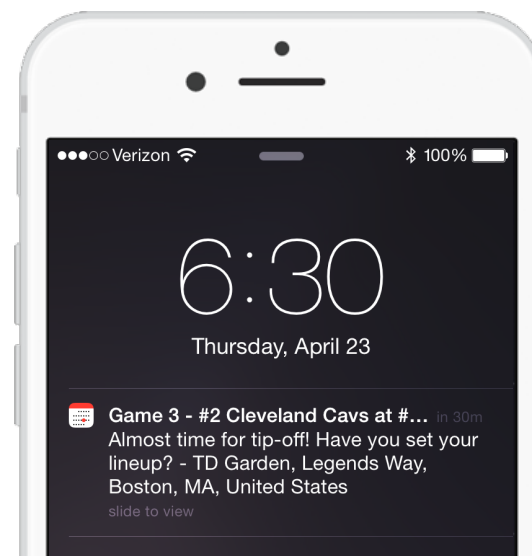 Verizon 100%
6:30
Thursday, April 23
Game 3 - #2 Cleveland Cavs at #... in 30m
Almost time for tip-off! Have you set your
lineup? - TD Garden, Legends Way,
Boston, MA, United States
slide to view